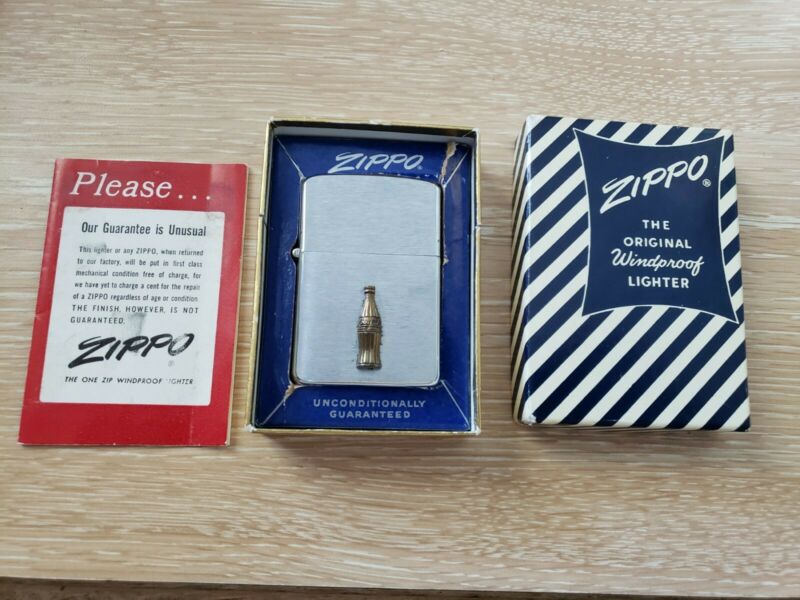 Please...
Our Guarantee is Unusual
This lighter or any ZIPPO, when returned
to our factory, will be put in first class
mechanical condition free of charge, for
we have yet to charge a cent for the repair
of a ZIPPO regardless of age or condition.
THE FINISH, HOWEVER, IS NOT
GUARANTEED.
ZIPPO
THE ONE ZIP WINDPROOF LIGHTER
ZIPPO
UNCONDITIONALLY
GUARANTEED
ZIPPO®
THE
ORIGINAL
Windproof
LIGHTER